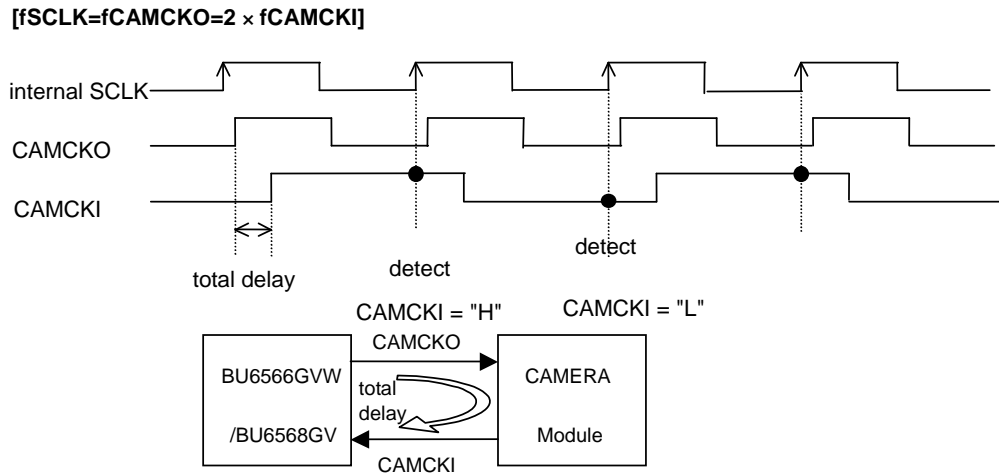 [fSCLK=fCAMCKO=2 × fCAMCKI]
internal SCLK
CAMCKO
CAMCKI
total delay
detect
detect
CAMCKI = "H"
CAMCKI = "L"
CAMCKO
BU6566GVW
/BU6568GV
total
delay
CAMERA
Module
CAMCKI